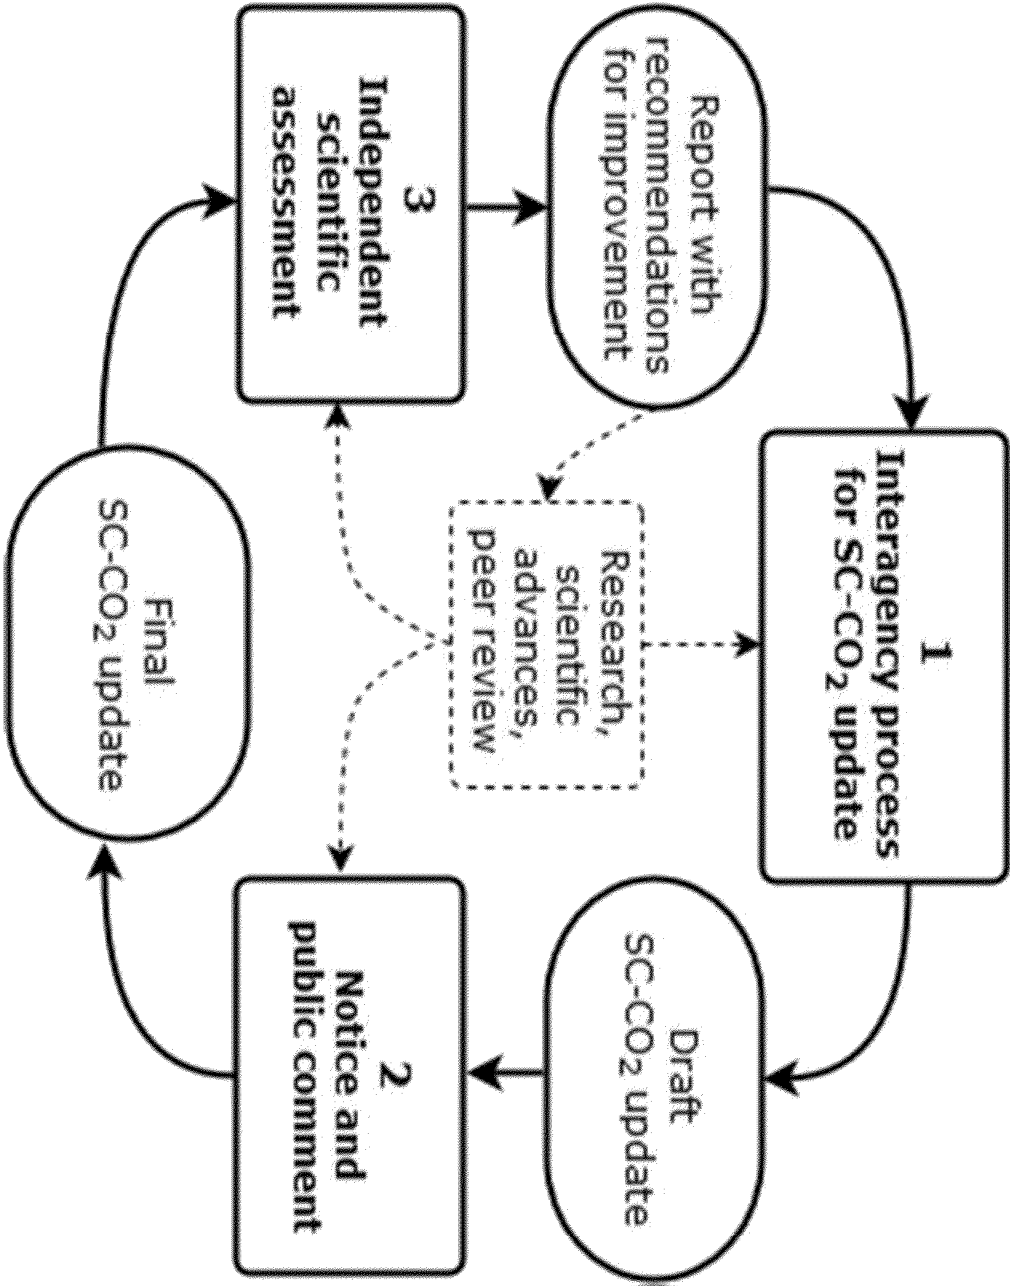 1
Interagency process
for SC-CO₂ update
Draft
SC-CO₂ update
2
Notice and
public comment
Final
SC-CO₂ update
3
Independent
scientific
assessment
Report with
recommendations
for improvement
Research,
scientific
advances,
peer review